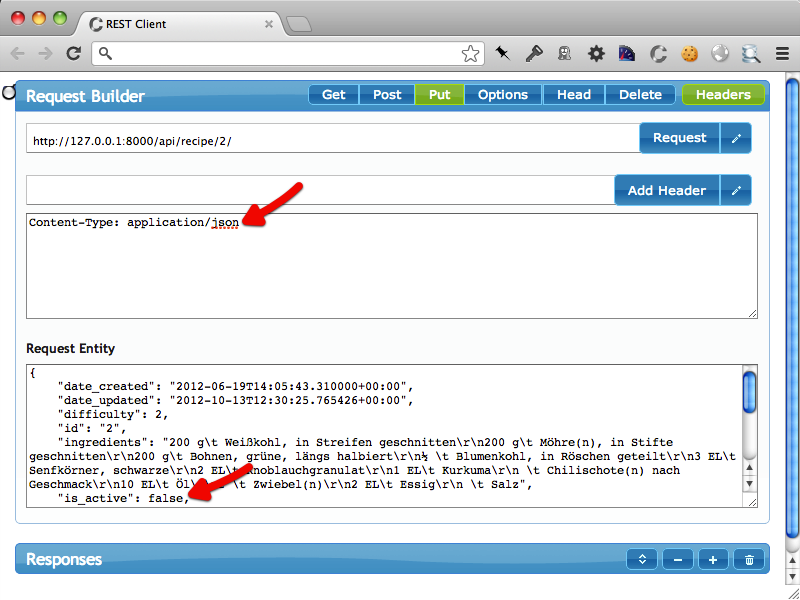 REST Client
Request Builder
Get
Post
Put
Options
Head
Delete
Headers
http://127.0.0.1:8000/api/recipe/2/
Request
Add Header
Content-Type: application/json
Request Entity
{
"date_created": "2012-06-19T14:05:43.310000+00:00",
"date_updated": "2012-10-13T12:30:25.765426+00:00",
"difficulty": 2,
"id": "2",
"ingredients": "200 g\t Weißkohl, in Streifen geschnitten\r\n200 g\t Möhre(n), in Stifte
geschnitten\r\n200 g\t Bohnen, grüne, längs halbiert\r\n½ \t Blumenkohl, in Röschen geteilt\r\n3 EL\t
Senfkörner, schwarze\r\n2 EL\t noblauchgranulat\r\n1 EL\t Kurkuma\r\n \t Chilischote(n) nach
Geschmack\r\n10 EL\t Öl \t Zwiebel(n)\r\n2 EL\t Essig\r\n \t Salz",
"is_active": false,
Responses